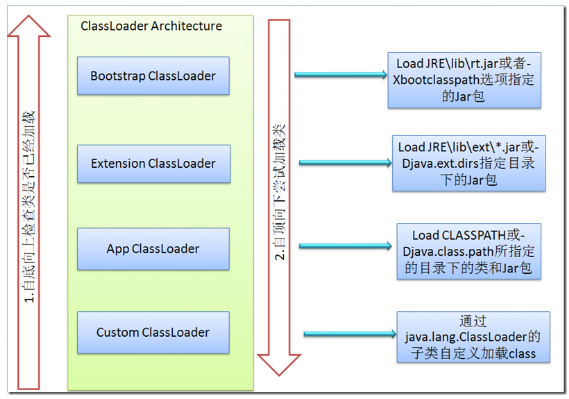 ClassLoader Architecture
Bootstrap ClassLoader
Extension ClassLoader
App ClassLoader
Custom ClassLoader
1.自底向上检查类是否已经加载
2.自顶向下尝试加载类
Load JRE\lib\rt.jar或者-
Xbootclasspath选项指定
的Jar包
Load JRE\lib\ext\*.jar或-
Djava.ext.dirs指定目录
下的Jar包
Load CLASSPATH或-
Djava.class.path所指定
的目录下的类和Jar包
通过
java.lang.ClassLoader的
子类自定义加载class